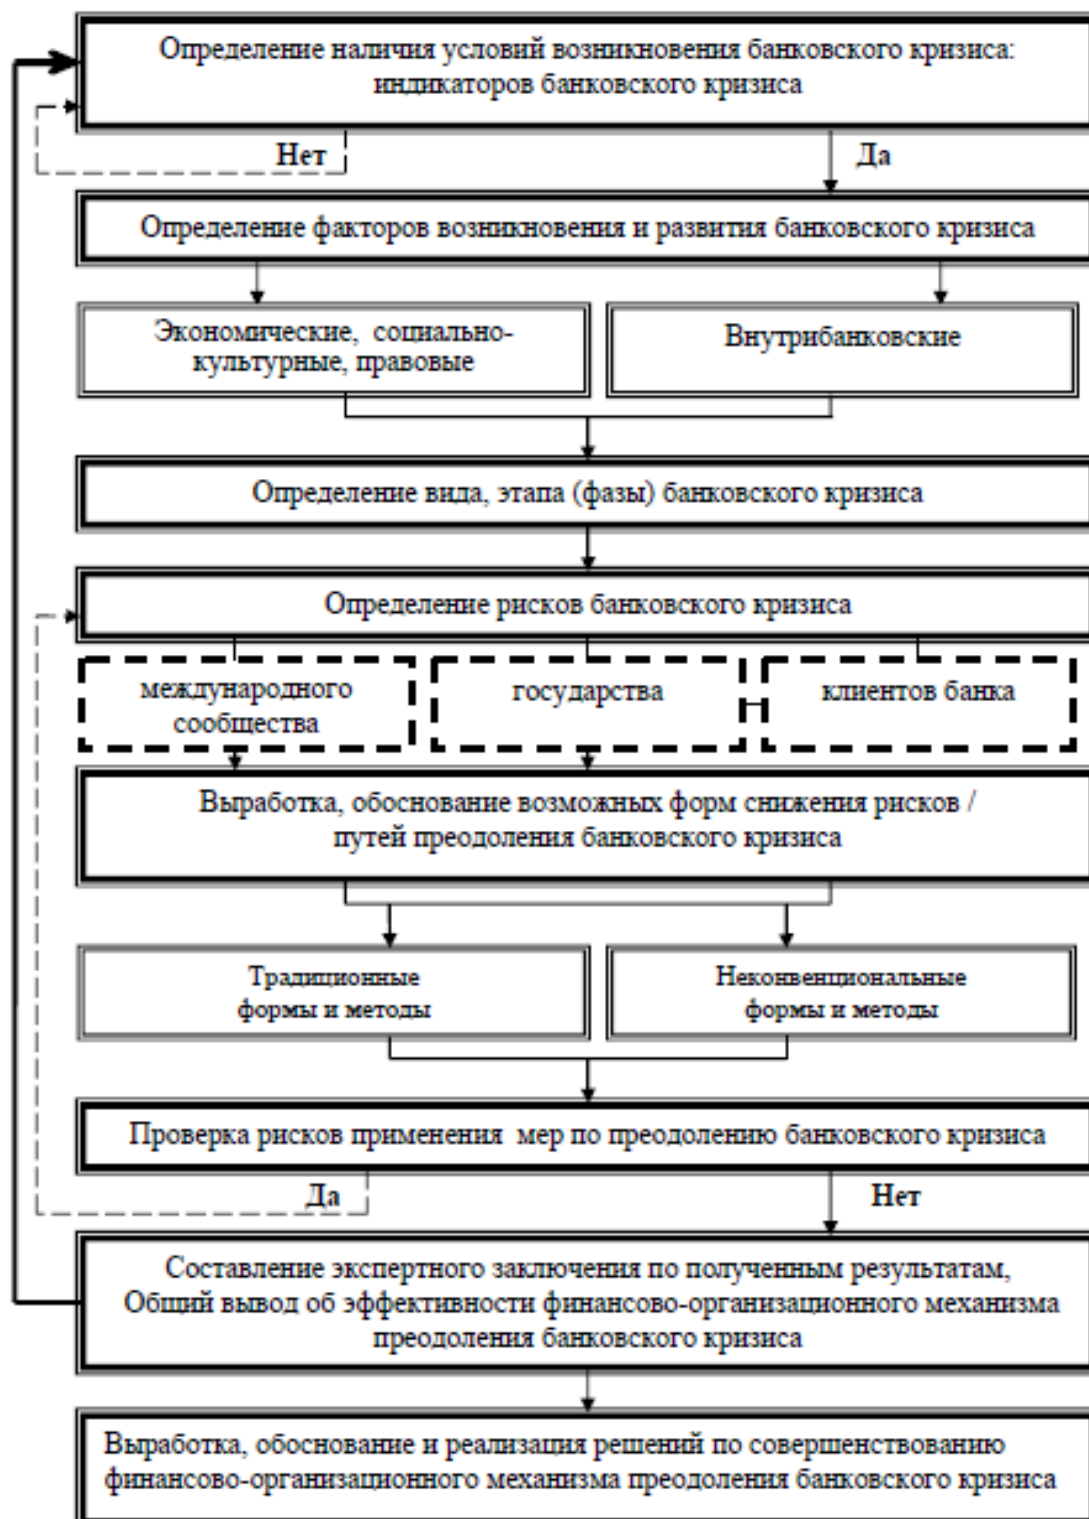 Определение наличия условий возникновения банковского кризиса:
индикаторов банковского кризиса
Нет
Да
Определение факторов возникновения и развития банковского кризиса
Экономические, социально-
культурные, правовые
Внутрибанковские
Определение вида, этапа (фазы) банковского кризиса
Определение рисков банковского кризиса
международного
сообщества
государства
клиентов банка
Выработка, обоснование возможных форм снижения рисков /
путей преодоления банковского кризиса
Традиционные
формы и методы
Неконвенциональные
формы и методы
Проверка рисков применения мер по преодолению банковского кризиса
Да
Нет
Составление экспертного заключения по полученным результатам,
Общий вывод об эффективности финансово-организационного механизма
преодоления банковского кризиса
Выработка, обоснование и реализация решений по совершенствованию
финансово-организационного механизма преодоления банковского кризиса